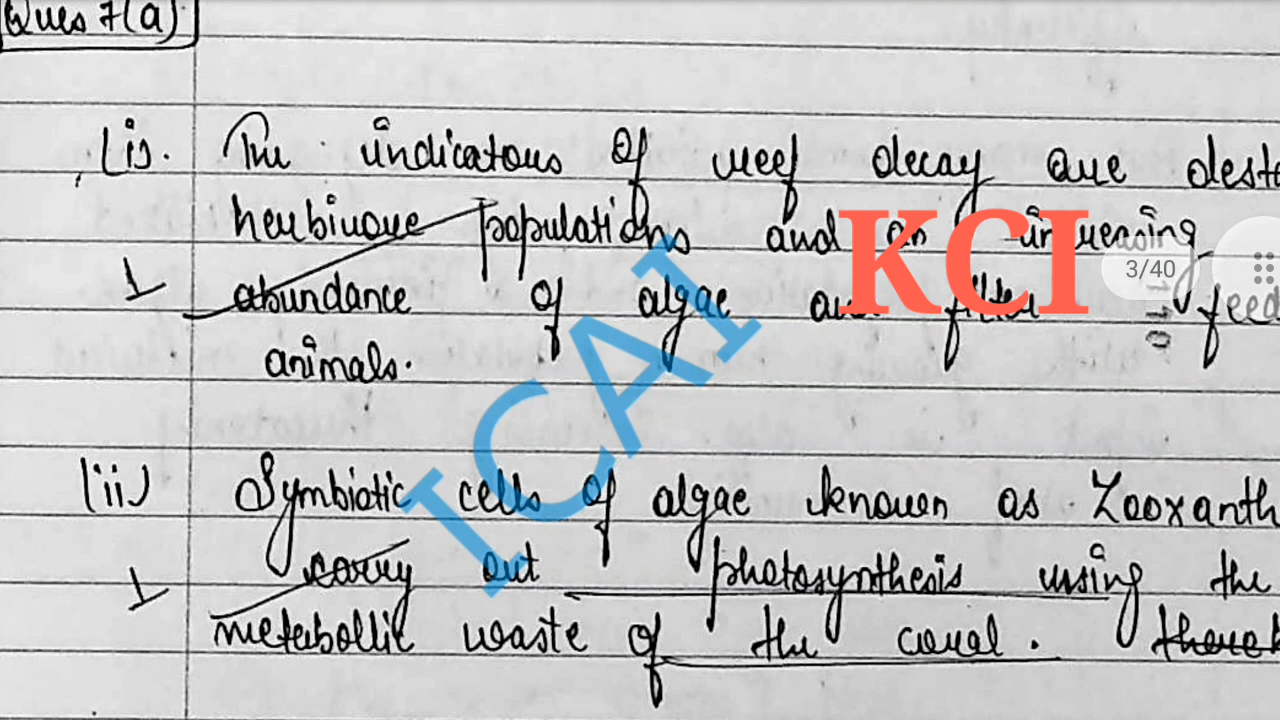 Ques 7(a)
(i). The indicators of reef decay are dest
herbivore populations and an increasing
1 abundance of algae and filter feed
animals.
(ii) Symbiotic cells of algae known as Zooxanth
1 carry out photosynthesis using the
metabollic waste of the coral.
ICAI
KCI
3/40